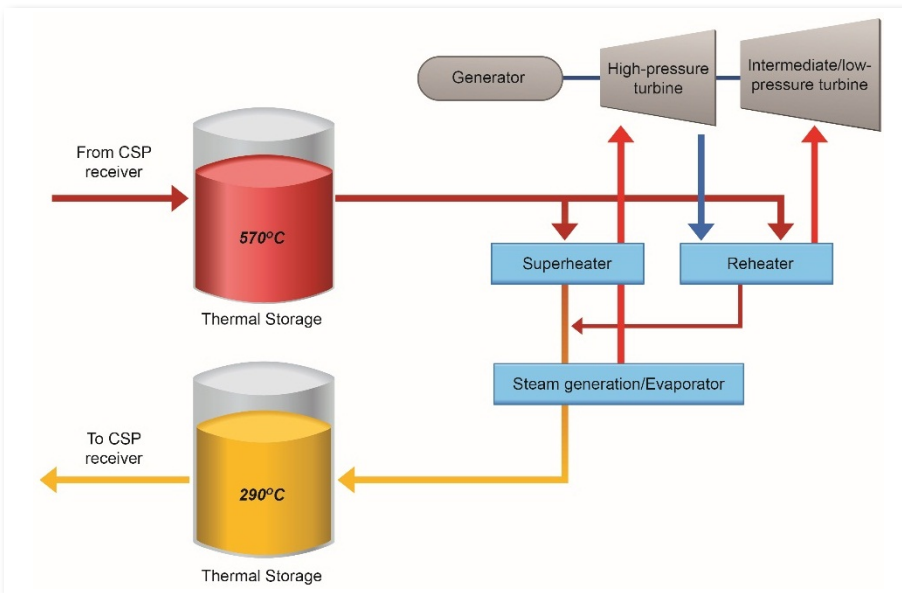 Generator
High-pressure
turbine
Intermediate/low-
pressure turbine
From CSP
receiver
570°C
Superheater
Reheater
Thermal Storage
Steam generation/Evaporator
To CSP
receiver
290°C
Thermal Storage